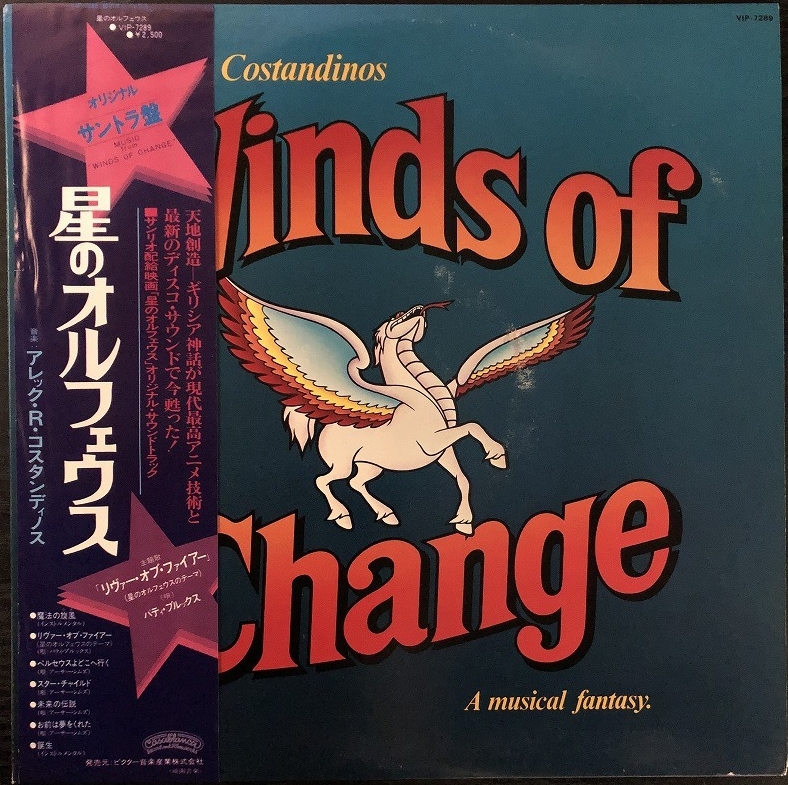 星のオルフェウス
●VIP-7289
●¥2,500
オリジナル
サントラ盤
MUSIC
from
"WINDS OF CHANGE"
星のオルフェウス
音楽:アレック・R・コスタンディノス
天地創造—ギリシア神話が現代最高アニメ技術と
最新のディスコ・サウンドで今甦った!
■サンリオ配給映画「星のオルフェウス」オリジナル・サウンドトラック
主題歌
「リヴァー・オブ・ファイアー」
(星のオルフェウスのテーマ)
(唄)
パティ・ブルックス
●魔法の旋風
(インストルメンタル)
●リヴァー・オブ・ファイアー
(星のオルフェウスのテーマ)
(唄:パティ・ブルックス)
●ペルセウスよどこへ行く
(唄:アーサー・シムズ)
●スター・チャイルド
(唄:アーサー・シムズ)
●未来の伝説
(唄:アーサー・シムズ)
●お前は夢をくれた
(唄:アーサー・シムズ)
●誕生
(インストルメンタル)
Casablanca
発売元:ビクター音楽産業株式会社
(映画音楽)
VIP-7289
Costandinos
Winds of
Change
A musical fantasy.